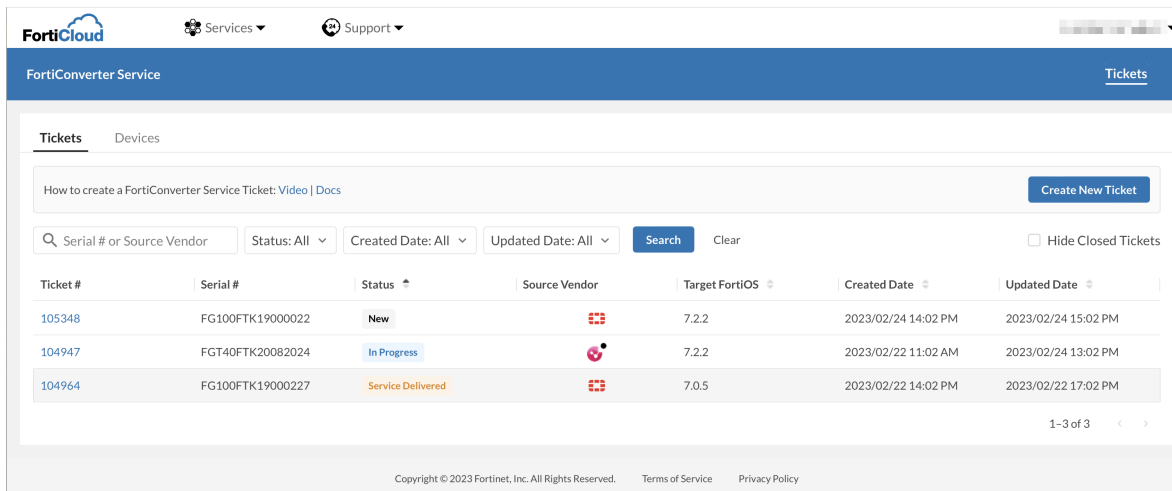 FortiCloud
Services
24 Support
FortiConverter Service
Tickets
Tickets Devices
How to create a FortiConverter Service Ticket: Video | Docs
Create New Ticket
Serial # or Source Vendor
Status: All
Created Date: All
Updated Date: All
Search
Clear
Hide Closed Tickets
Ticket # Serial # Status Source Vendor Target FortiOS Created Date Updated Date
105348 FG100FTK19000022 New 7.2.2 2023/02/24 14:02 PM 2023/02/24 15:02 PM
104947 FGT40FTK20082024 In Progress 7.2.2 2023/02/22 11:02 AM 2023/02/24 13:02 PM
104964 FG100FTK19000227 Service Delivered 7.0.5 2023/02/22 14:02 PM 2023/02/22 17:02 PM
1–3 of 3
Copyright © 2023 Fortinet, Inc. All Rights Reserved. Terms of Service Privacy Policy